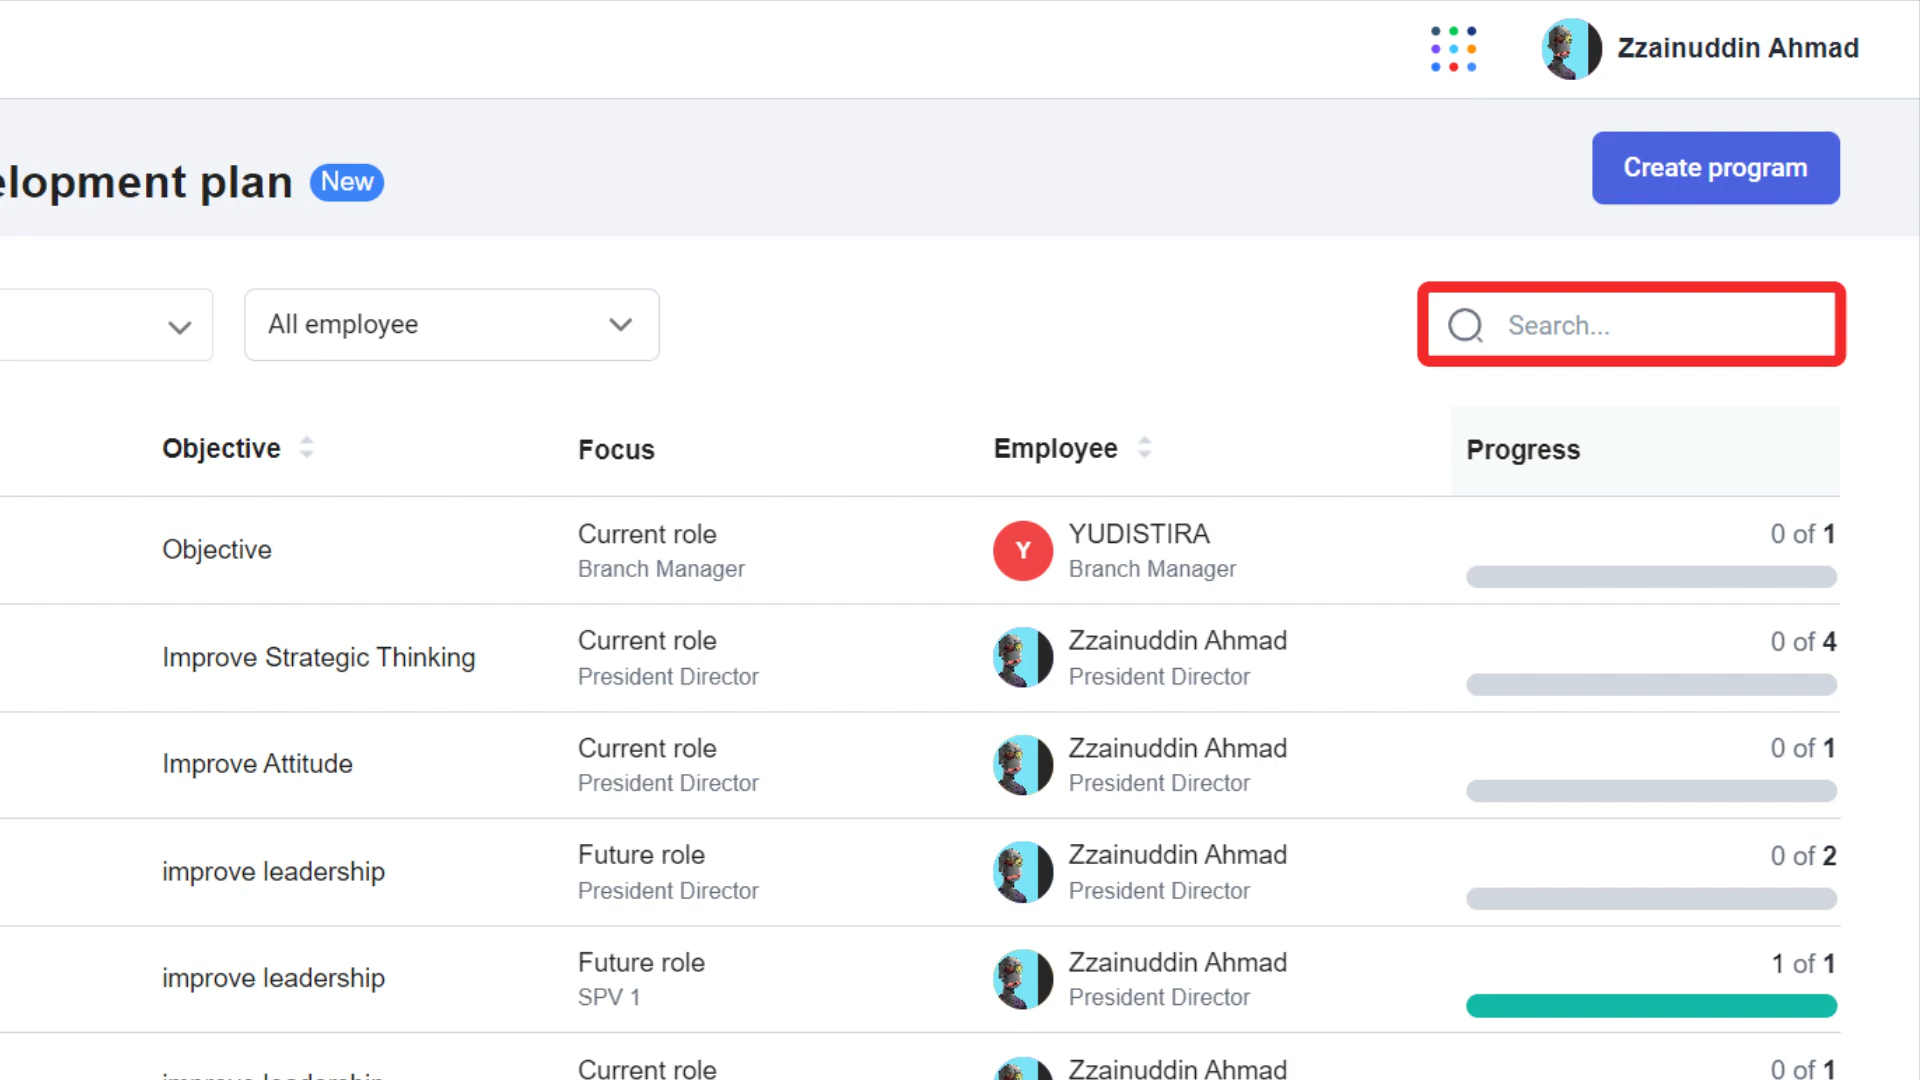 Zzainuddin Ahmad
elopment plan New
Create program
All employee
Search...
Objective Focus Employee Progress
Objective
Current role
Branch Manager
Y
YUDISTIRA
Branch Manager
0 of 1
Improve Strategic Thinking
Current role
President Director
Zzainuddin Ahmad
President Director
0 of 4
Improve Attitude
Current role
President Director
Zzainuddin Ahmad
President Director
0 of 1
improve leadership
Future role
President Director
Zzainuddin Ahmad
President Director
0 of 2
improve leadership
Future role
SPV 1
Zzainuddin Ahmad
President Director
1 of 1
improve leadership
Current role
Zzainuddin Ahmad
0 of 1